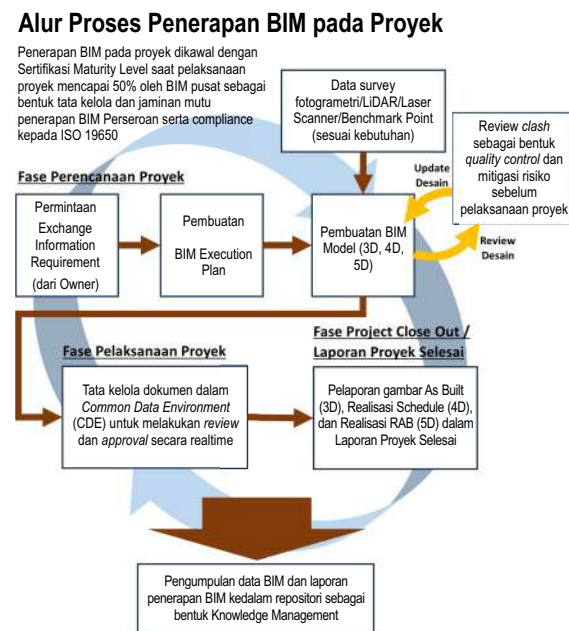 Alur Proses Penerapan BIM pada Proyek
Penerapan BIM pada proyek dikawal dengan
Sertifikasi Maturity Level saat pelaksanaan
proyek mencapai 50% oleh BIM pusat sebagai
bentuk tata kelola dan jaminan mutu
penerapan BIM Perseroan serta compliance
kepada ISO 19650
Data survey
fotogrametri/LiDAR/Laser
Scanner/Benchmark Point
(sesuai kebutuhan)
Review clash
sebagai bentuk
quality control dan
mitigasi risiko
sebelum
pelaksanaan proyek
Update
Desain
Review
Desain
Fase Perencanaan Proyek
Permintaan
Exchange
Information
Requirement
(dari Owner)
Pembuatan
BIM Execution
Plan
Pembuatan BIM
Model (3D, 4D,
5D)
Fase Pelaksanaan Proyek
Tata kelola dokumen dalam
Common Data Environment
(CDE) untuk melakukan review
dan approval secara realtime
Fase Project Close Out /
Laporan Proyek Selesai
Pelaporan gambar As Built
(3D), Realisasi Schedule (4D),
dan Realisasi RAB (5D) dalam
Laporan Proyek Selesai
Pengumpulan data BIM dan laporan
penerapan BIM kedalam repositori sebagai
bentuk Knowledge Management